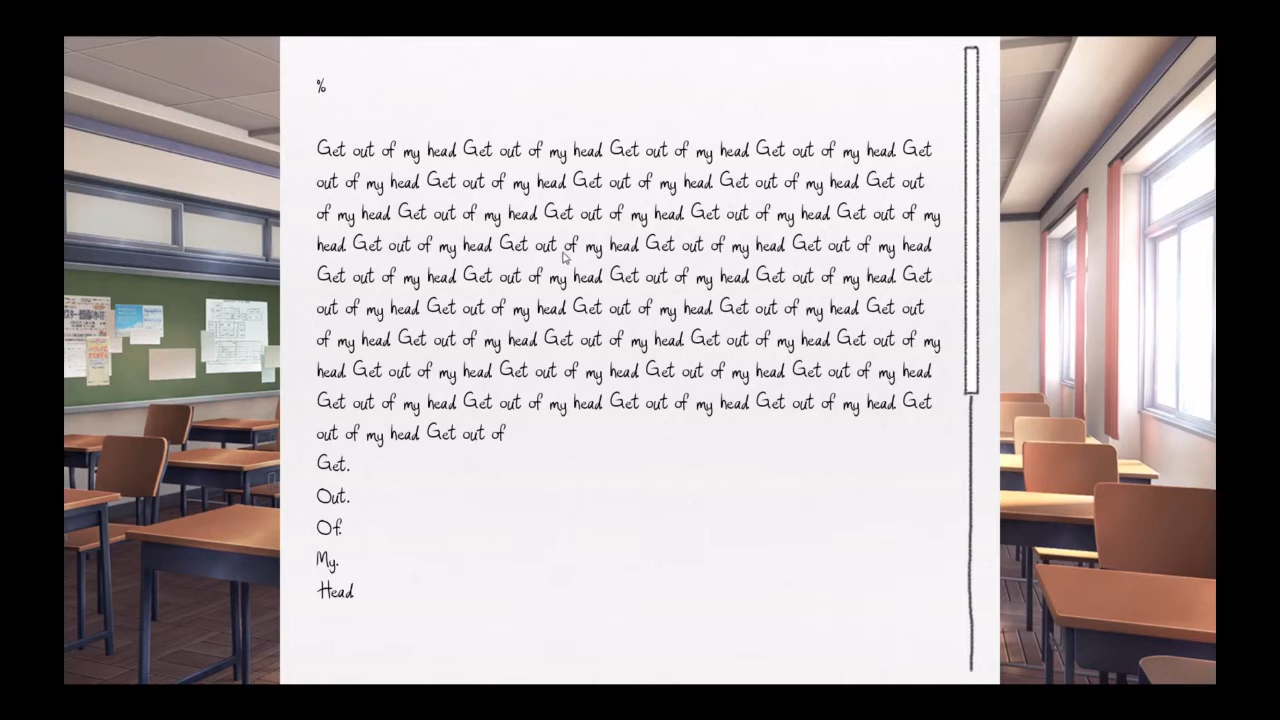 %
Get out of my head Get out of my head Get out of my head Get out of my head. Get
out of my head Get out of my head Get out of my head. Get out of my head Get out
of my head Get out of my head Get out of my head. Get out of my head Get out of my
head Get out of my head Get out of my head Get out of my head Get out of my head
Get out of my head Get out of my head Get out of my head Get out of my head. Get
out of my head Get out of my head Get out of my head. Get out of my head Get out
of my head Get out of my head Get out of my head. Get out of my head Get out of my
head Get out of my head Get out of my head Get out of my head Get out of my head
Get out of my head Get out of my head Get out of my head Get out of my head. Get
out of my head Get out of
Get.
Out.
Of.
My.
Head